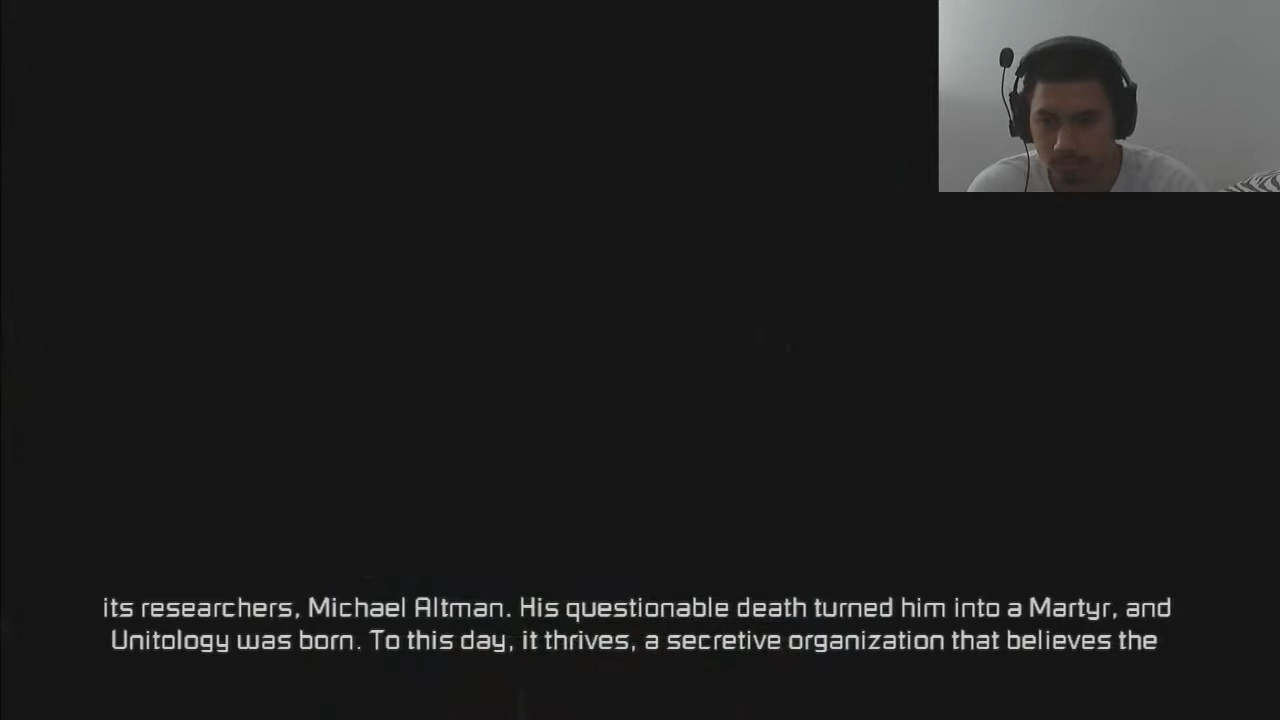 its researchers, Michael Altman. His questionable death turned him into a Martyr, and
Unitology was born. To this day, it thrives, a secretive organization that believes the